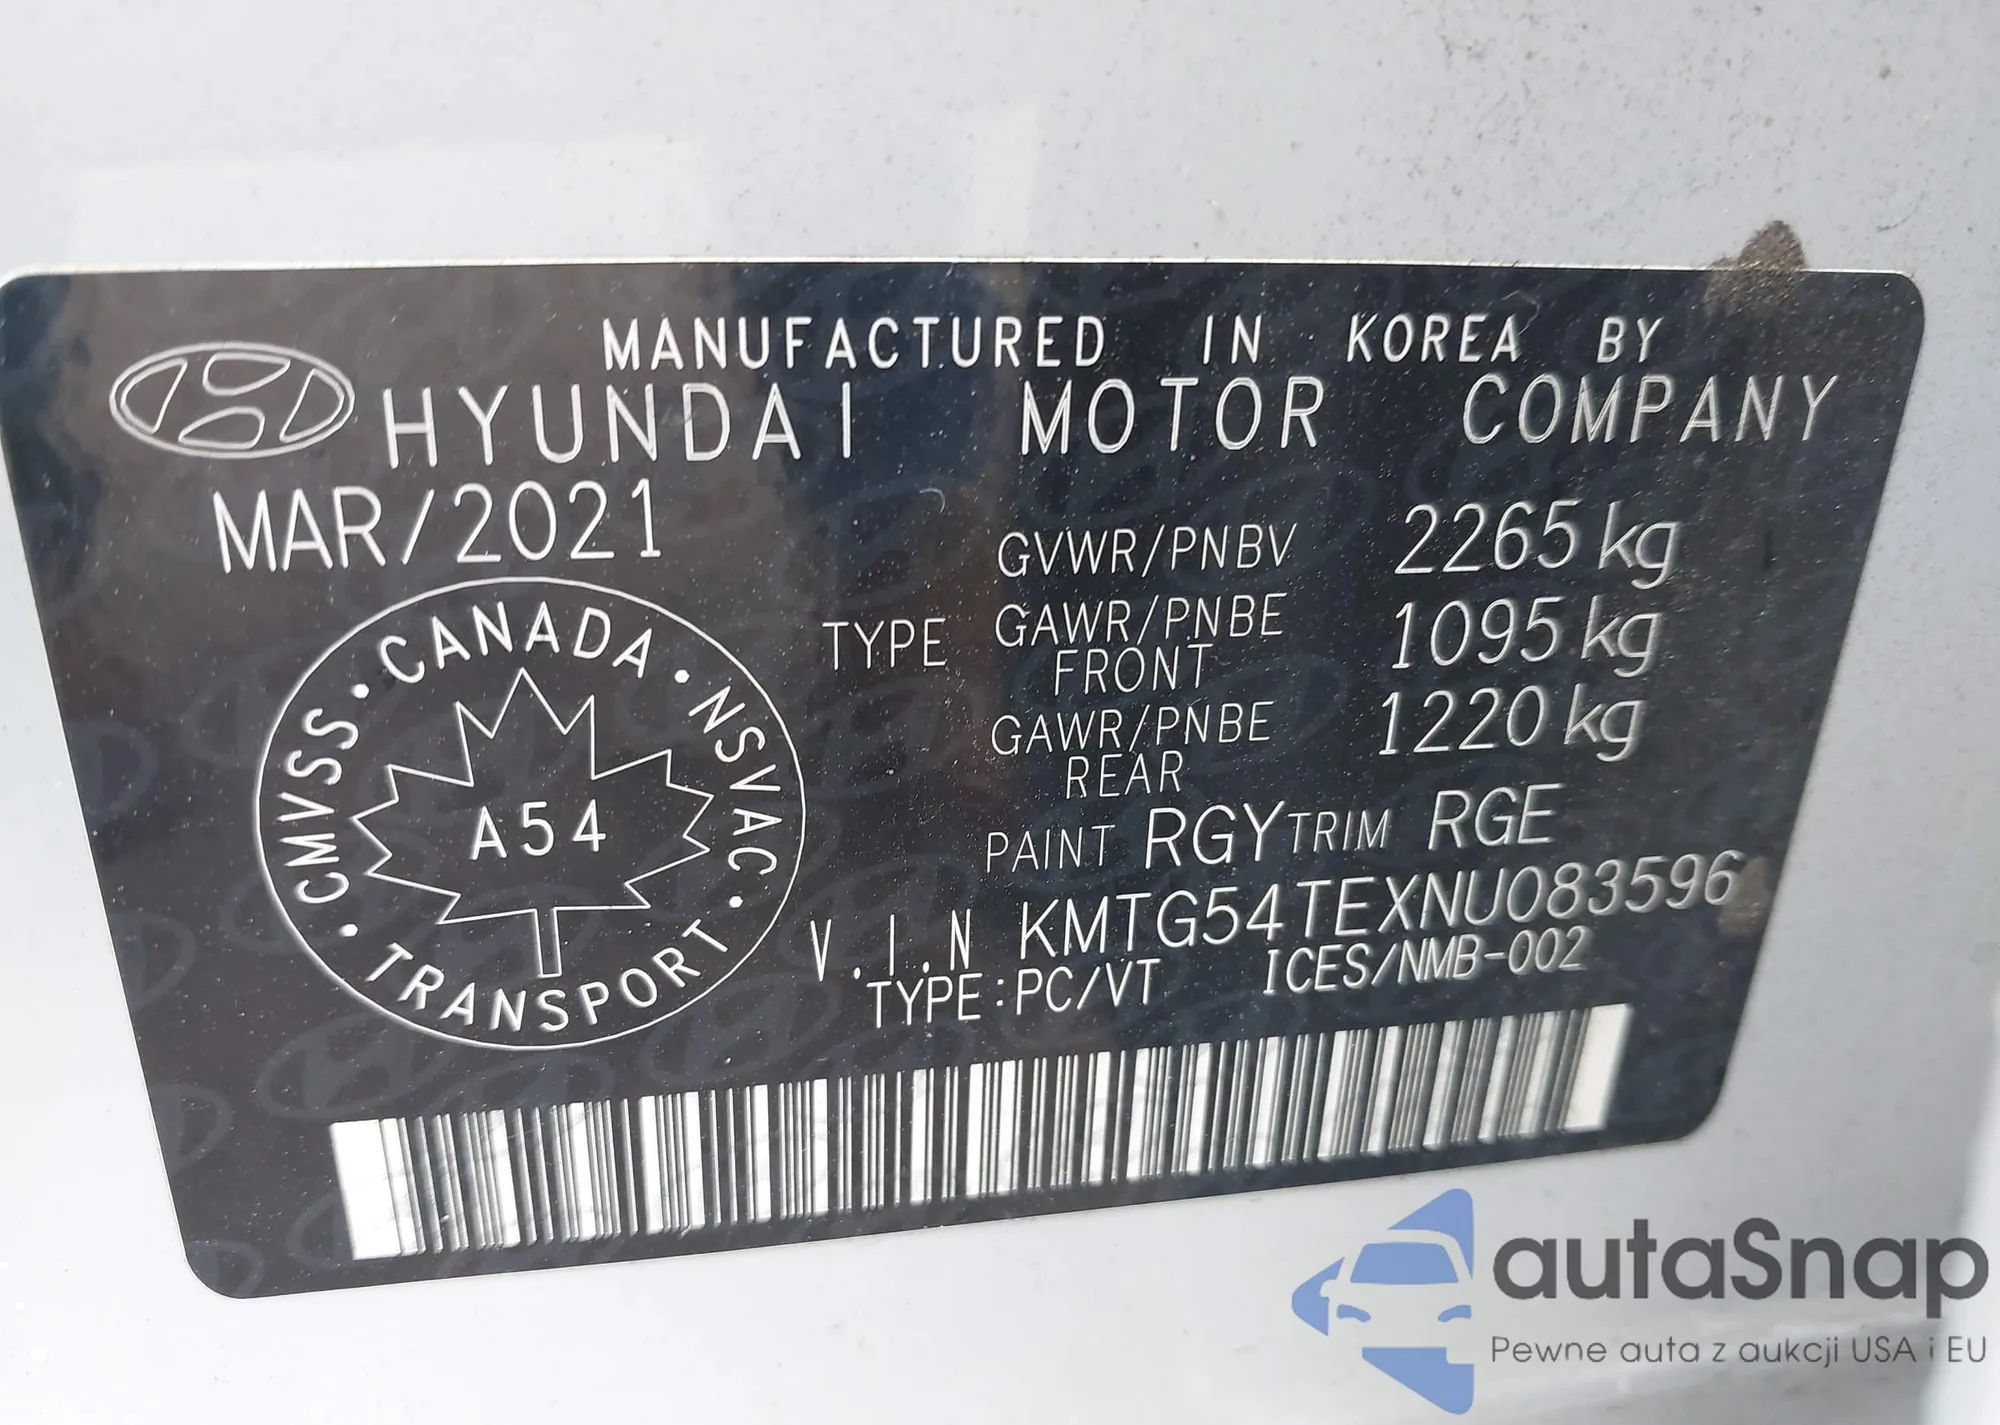 MANUFACTURED IN KOREA BY
HYUNDAI MOTOR COMPANY
MAR/2021
GVWR/PNBV 2265 kg
TYPE GAWR/PNBE FRONT 1095 kg
GAWR/PNBE REAR 1220 kg
PAINT RGY TRIM RGE
V.I.N KMTG54TEXNU083596
TYPE:PC/VT ICES/NMB-002
CMVSS · CANADA · NSVAC · TRANSPORT ·
A54
autaSnap
Pewne auta z aukcji USA i EU